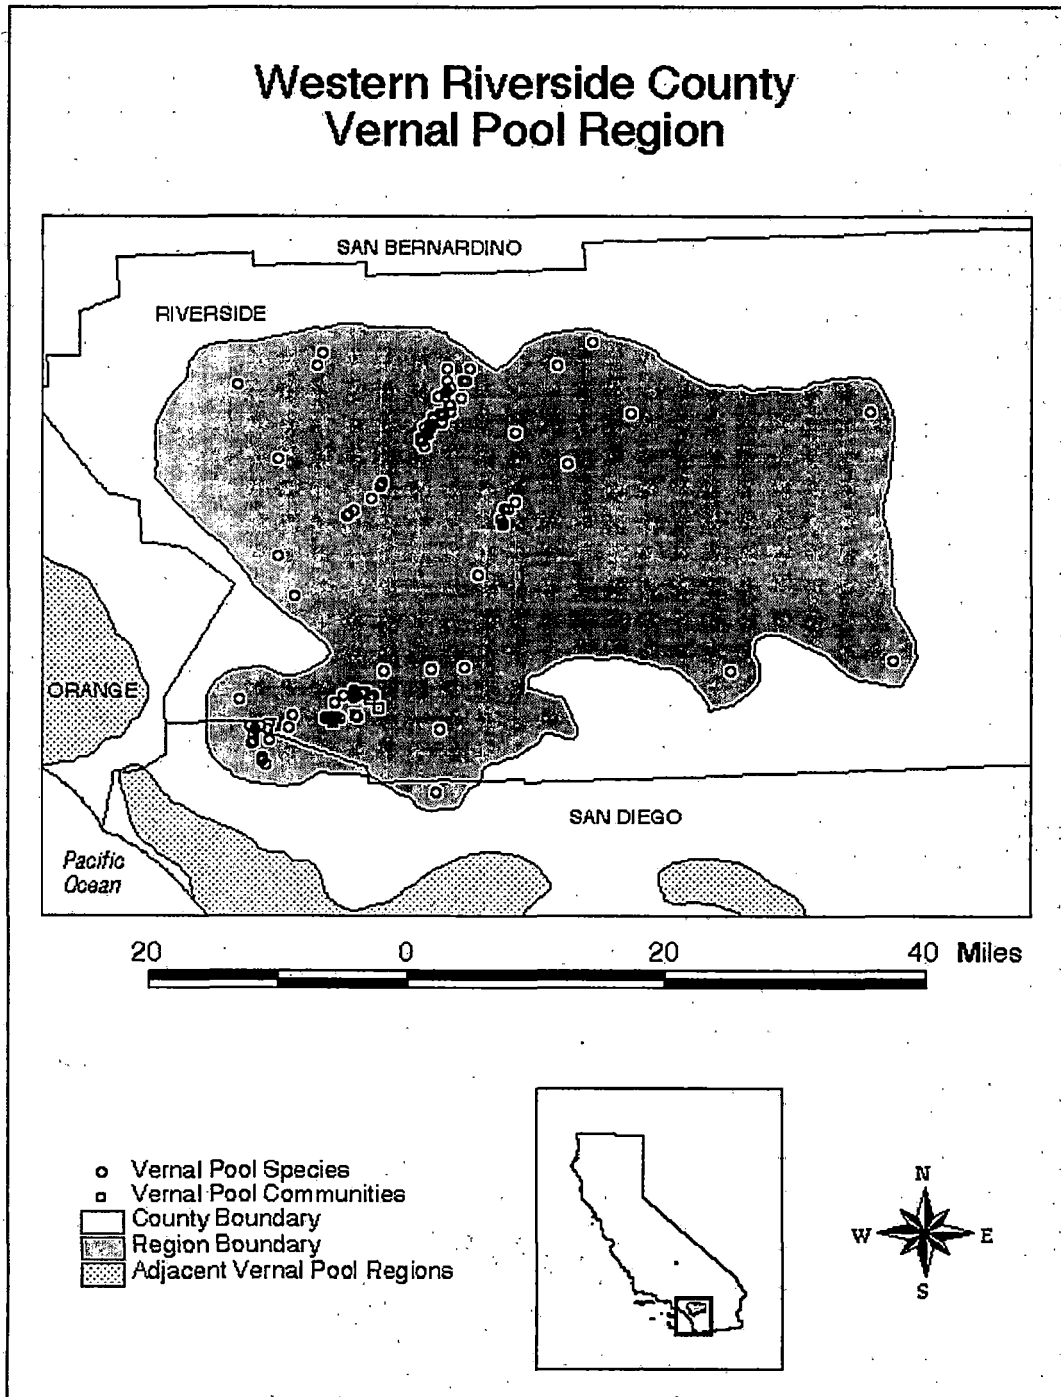 Western Riverside County
Vernal Pool Region
SAN BERNARDINO
RIVERSIDE
ORANGE
SAN DIEGO
Pacific
Ocean
20 0 20 40 Miles
Vernal Pool Species
Vernal Pool Communities
County Boundary
Region Boundary
Adjacent Vernal Pool Regions
N
W E
S